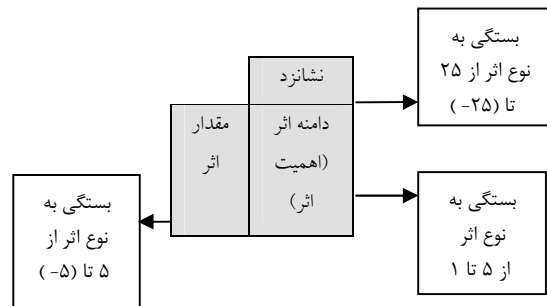 بستگی به
نوع اثر از ۲۵
تا (۲۵-)
نشانزد
دامنه اثر
(اهمیت
اثر)
مقدار
اثر
بستگی به
نوع اثر
از ۵ تا ۱
بستگی به
نوع اثر از
۵ تا (۵-)